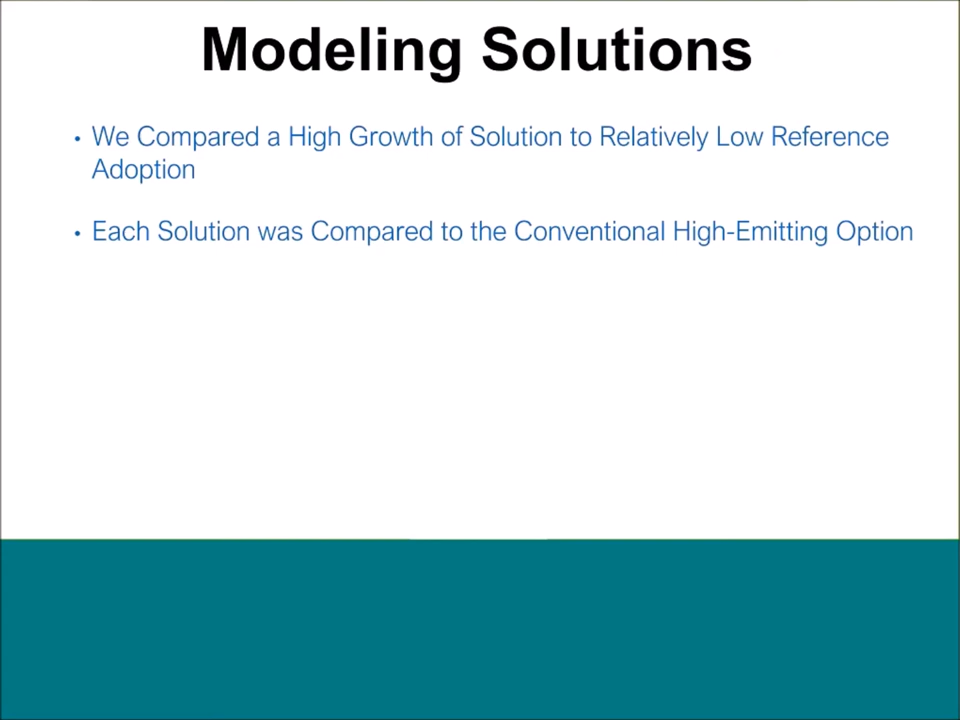 Modeling Solutions
• We Compared a High Growth of Solution to Relatively Low Reference
Adoption
• Each Solution was Compared to the Conventional High-Emitting Option